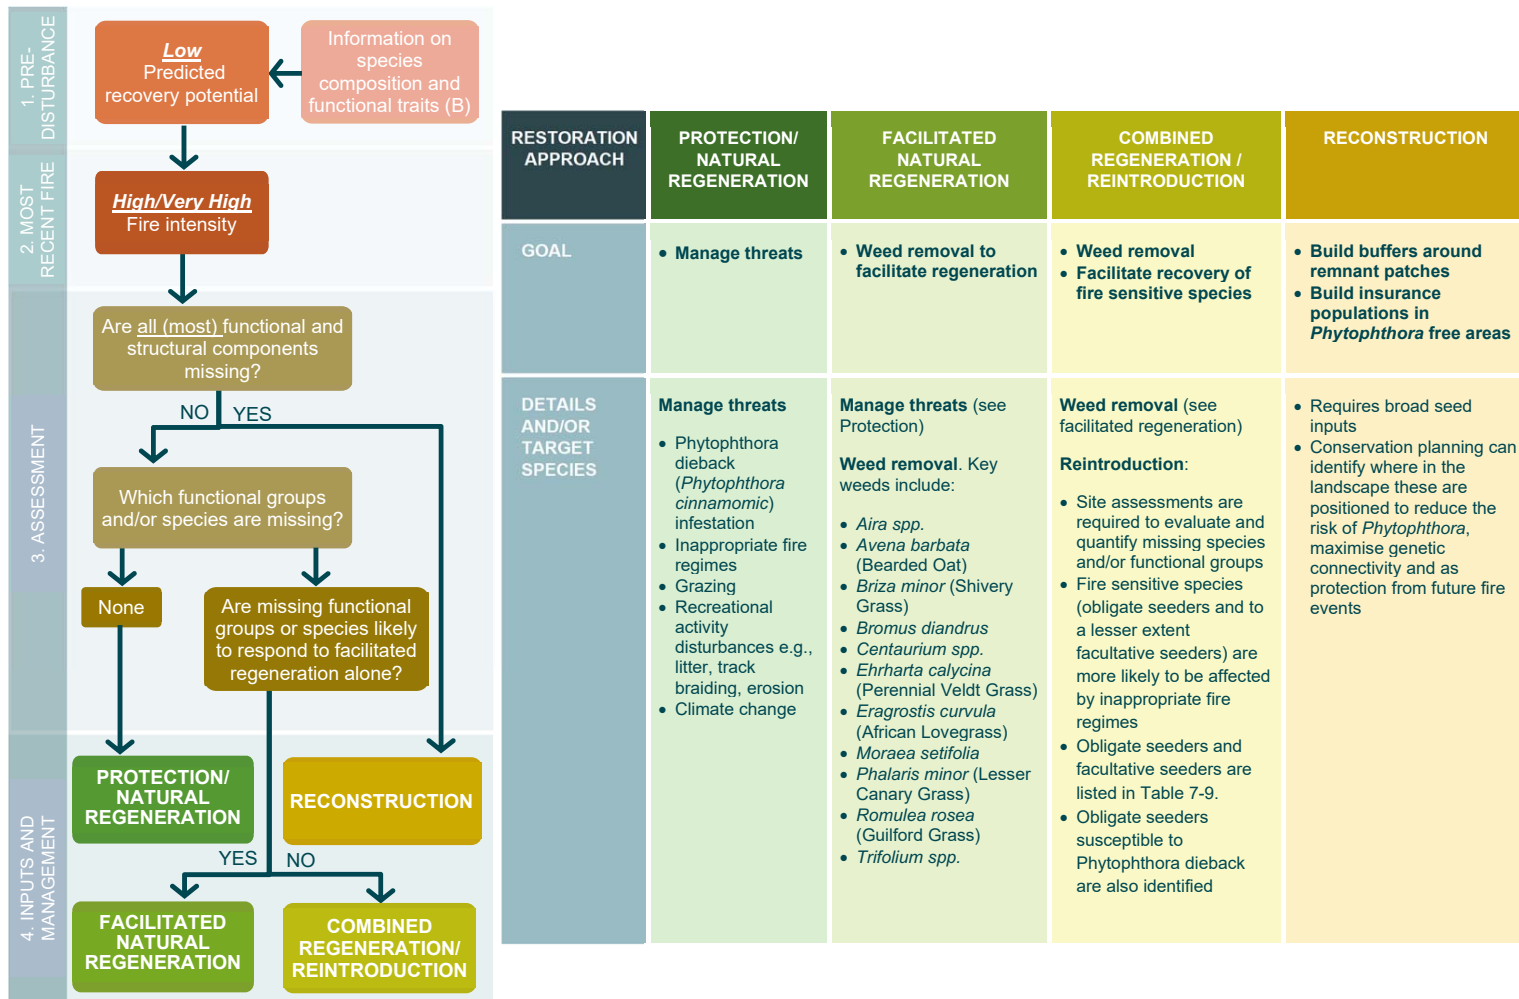 1. PRE-
DISTURBANCE
Low
Predicted
recovery potential
Information on
species
composition and
functional traits (B)
2. MOST
RECENT FIRE
High/Very High
Fire intensity
3. ASSESSMENT
Are all (most) functional and
structural components
missing?
NO
YES
Which functional groups
and/or species are missing?
None
Are missing functional
groups or species likely
to respond to facilitated
regeneration alone?
4. INPUTS AND
MANAGEMENT
PROTECTION/
NATURAL
REGENERATION
RECONSTRUCTION
YES
NO
FACILITATED
NATURAL
REGENERATION
COMBINED
REGENERATION/
REINTRODUCTION
RESTORATION
APPROACH
PROTECTION/
NATURAL
REGENERATION
FACILITATED
NATURAL
REGENERATION
COMBINED
REGENERATION /
REINTRODUCTION
RECONSTRUCTION
GOAL
• Manage threats
• Weed removal to
facilitate regeneration
• Weed removal
• Facilitate recovery of
fire sensitive species
• Build buffers around
remnant patches
• Build insurance
populations in
Phytophthora free areas
DETAILS
AND/OR
TARGET
SPECIES
Manage threats
• Phytophthora
dieback
(Phytophthora
cinnamomic)
infestation
• Inappropriate fire
regimes
• Grazing
• Recreational
activity
disturbances e.g.,
litter, track
braiding, erosion
• Climate change
Manage threats (see
Protection)
Weed removal. Key
weeds include:
• Aira spp.
• Avena barbata
(Bearded Oat)
• Briza minor (Shivery
Grass)
• Bromus diandrus
• Centaurium spp.
• Ehrharta calycina
(Perennial Veldt Grass)
• Eragrostis curvula
(African Lovegrass)
• Moraea setifolia
• Phalaris minor (Lesser
Canary Grass)
• Romulea rosea
(Guilford Grass)
• Trifolium spp.
Weed removal (see
facilitated regeneration)
Reintroduction:
• Site assessments are
required to evaluate and
quantify missing species
and/or functional groups
• Fire sensitive species
(obligate seeders and to
a lesser extent
facultative seeders) are
more likely to be affected
by inappropriate fire
regimes
• Obligate seeders and
facultative seeders are
listed in Table 7-9.
• Obligate seeders
susceptible to
Phytophthora dieback
are also identified
• Requires broad seed
inputs
• Conservation planning can
identify where in the
landscape these are
positioned to reduce the
risk of Phytophthora,
maximise genetic
connectivity and as
protection from future fire
events